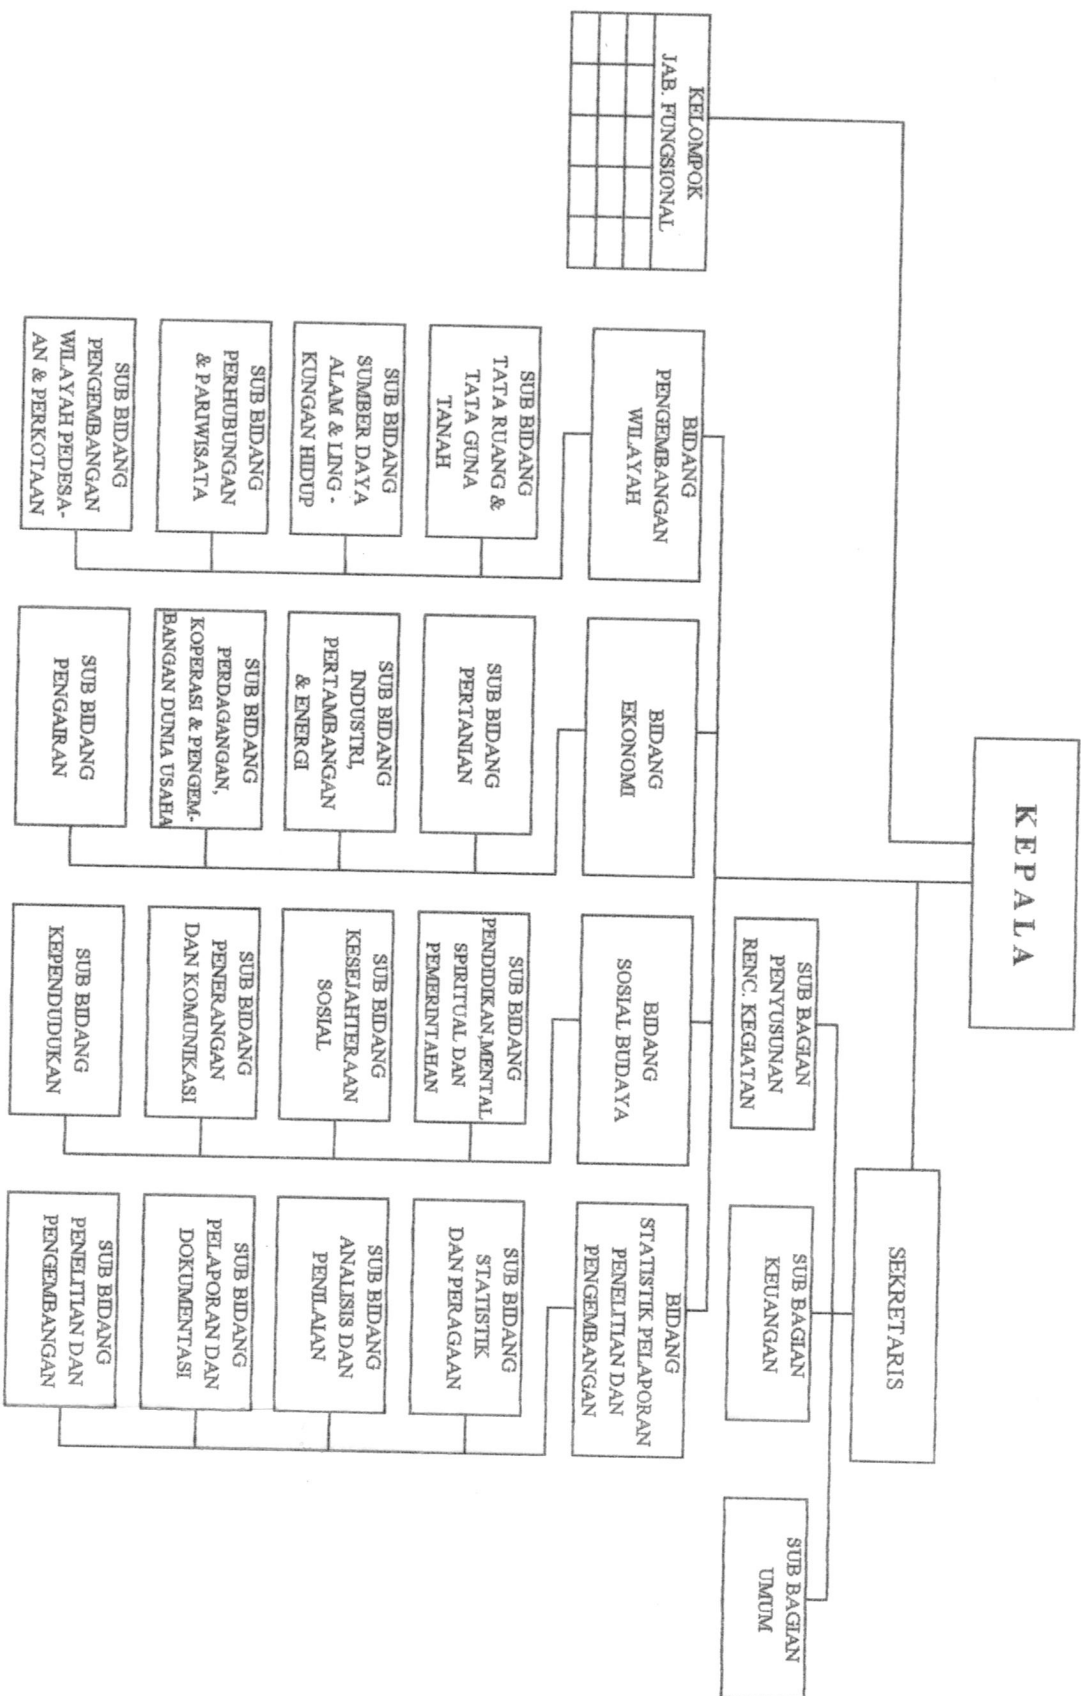 K E P A L A
SEKRETARIS
SUB BAGIAN
PENYUSUNAN
RENC. KEGIATAN
SUB BAGIAN
KEUANGAN
SUB BAGIAN
UMUM
KELOMPOK
JAB. FUNGSIONAL
BIDANG
PENGEMBANGAN
WILAYAH
SUB BIDANG
TATA RUANG &
TATA GUNA
TANAH
SUB BIDANG
SUMBER DAYA
ALAM & LING -
KUNGAN HIDUP
SUB BIDANG
PERHUBUNGAN
& PARIWISATA
SUB BIDANG
PENGEMBANGAN
WILAYAH PEDESA-
AN & PERKOTAAN
BIDANG
EKONOMI
SUB BIDANG
PERTANIAN
SUB BIDANG
INDUSTRI,
PERTAMBANGAN
& ENERGI
SUB BIDANG
PERDAGANGAN,
KOPERASI & PENGEM-
BANGAN DUNIA USAHA
SUB BIDANG
PENGAIRAN
BIDANG
SOSIAL BUDAYA
SUB BIDANG
PENDIDIKAN,MENTAL
SPIRITUAL DAN
PEMERINTAHAN
SUB BIDANG
KESEJAHTERAAN
SOSIAL
SUB BIDANG
PENERANGAN
DAN KOMUNIKASI
SUB BIDANG
KEPENDUDUKAN
BIDANG
STATISTIK PELAPORAN
PENELITIAN DAN
PENGEMBANGAN
SUB BIDANG
STATISTIK
DAN PERAGAAN
SUB BIDANG
ANALISIS DAN
PENILAIAN
SUB BIDANG
PELAPORAN DAN
DOKUMENTASI
SUB BIDANG
PENELITIAN DAN
PENGEMBANGAN